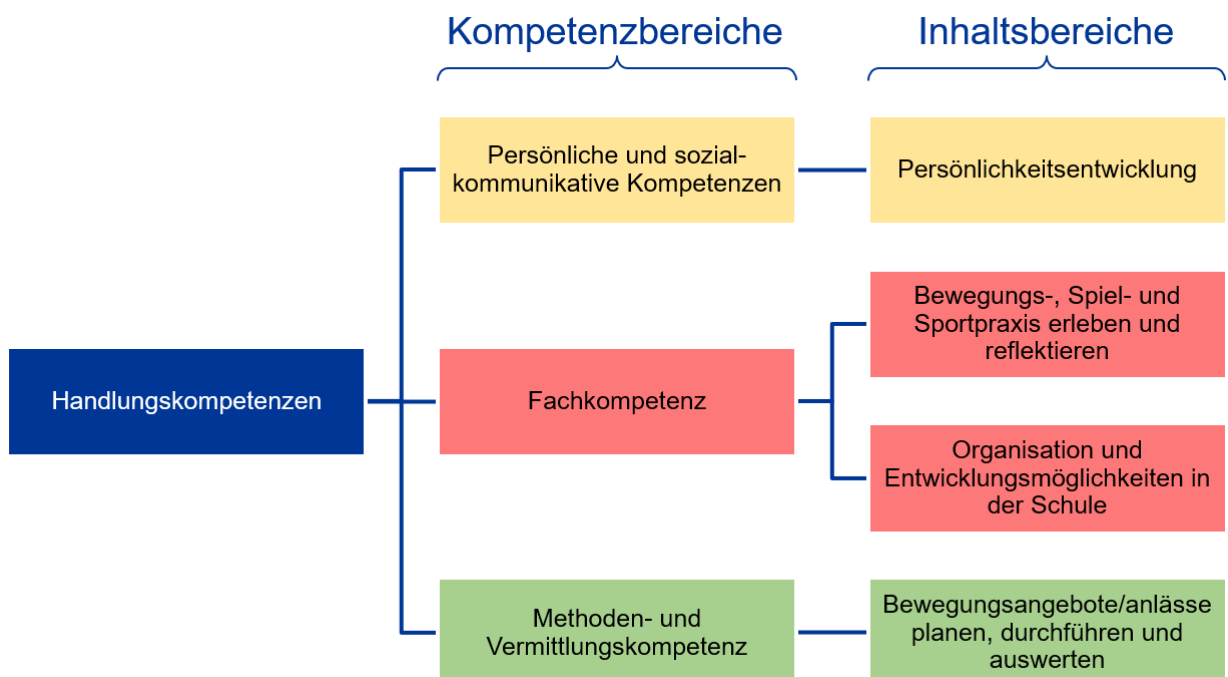 Kompetenzbereiche
Inhaltsbereiche
Persönliche und sozial-
kommunikative Kompetenzen
Persönlichkeitsentwicklung
Bewegungs-, Spiel- und
Sportpraxis erleben und
reflektieren
Handlungskompetenzen
Fachkompetenz
Organisation und
Entwicklungsmöglichkeiten in
der Schule
Methoden- und
Vermittlungskompetenz
Bewegungsangebote/anlässe
planen, durchführen und
auswerten